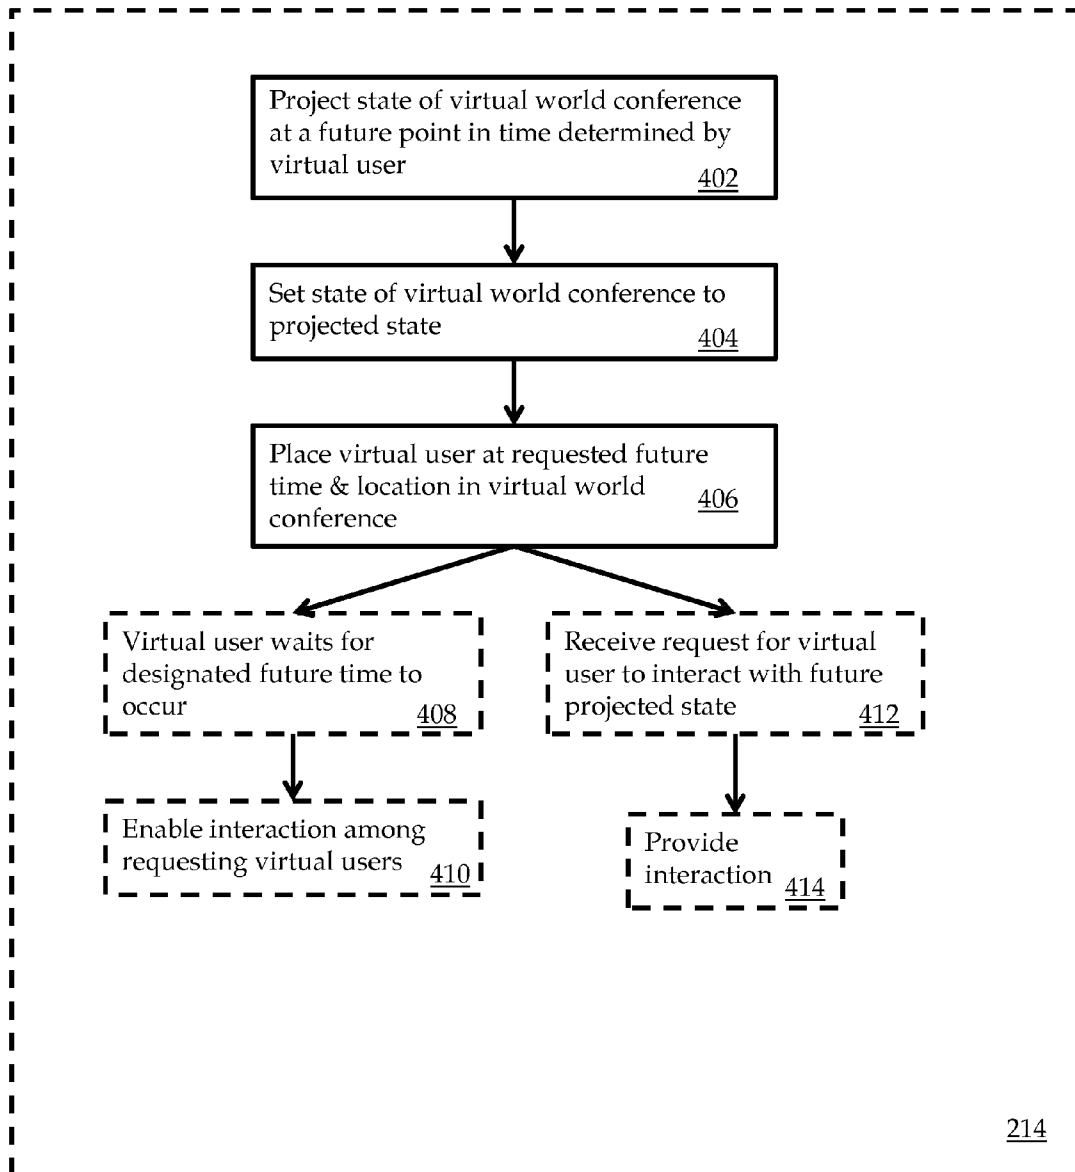 Project state of virtual world conference
at a future point in time determined by
virtual user
402
Set state of virtual world conference to
projected state
404
Place virtual user at requested future
time & location in virtual world
conference
406
Virtual user waits for
designated future time to
occur
408
Receive request for virtual
user to interact with future
projected state
412
Enable interaction among
requesting virtual users
410
Provide
interaction
414
214